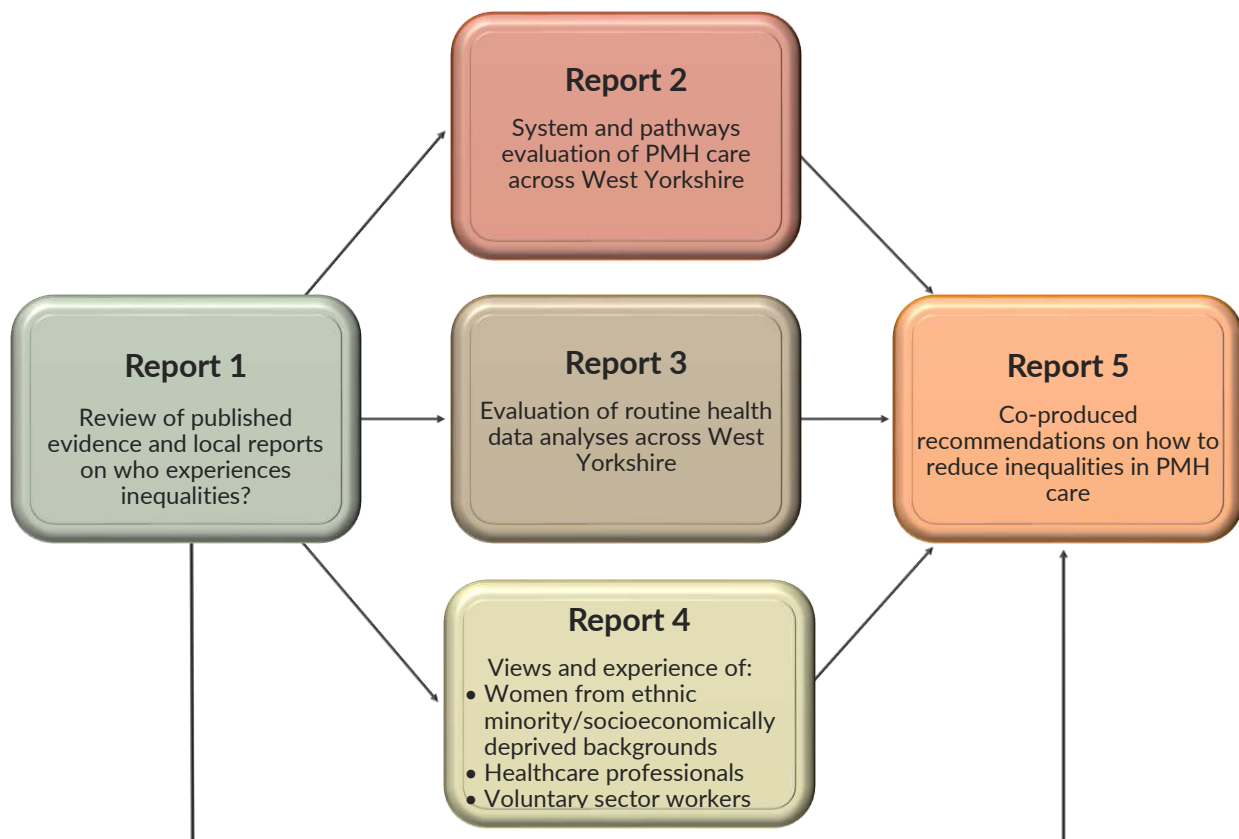 Report 2
System and pathways
evaluation of PMH care
across West Yorkshire
Report 1
Review of published
evidence and local reports
on who experiences
inequalities?
Report 3
Evaluation of routine health
data analyses across West
Yorkshire
Report 5
Co-produced
recommendations on how to
reduce inequalities in PMH
care
Report 4
Views and experience of:
• Women from ethnic
minority/socioeconomically
deprived backgrounds
• Healthcare professionals
• Voluntary sector workers